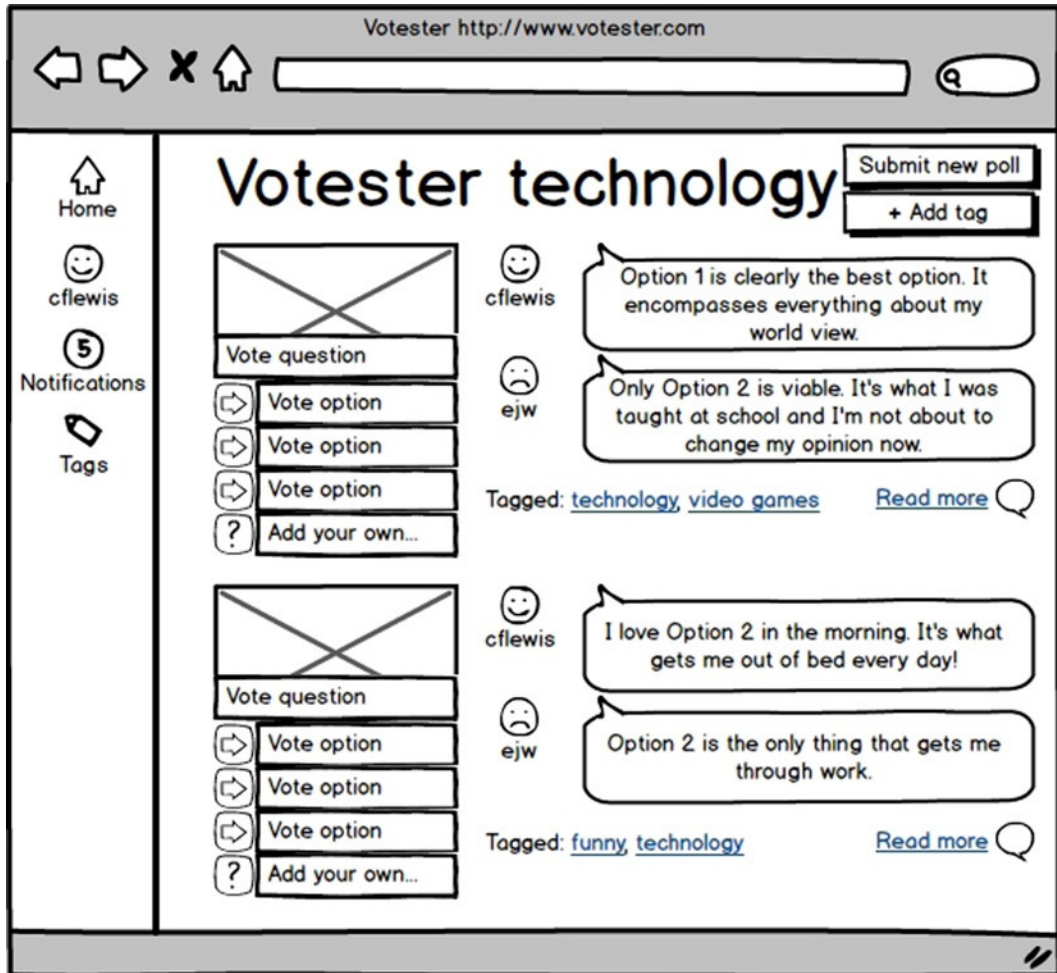 Votester http://www.votester.com
Home
cflewis
5
Notifications
Tags
Votester technology
Submit new poll
+ Add tag
Vote question
Vote option
Vote option
Vote option
?
Add your own...
cflewis
Option 1 is clearly the best option. It
encompasses everything about my
world view.
ejw
Only Option 2 is viable. It's what I was
taught at school and I'm not about to
change my opinion now.
Tagged: technology, video games
Read more
Vote question
Vote option
Vote option
Vote option
?
Add your own...
cflewis
I love Option 2 in the morning. It's what
gets me out of bed every day!
ejw
Option 2 is the only thing that gets me
through work.
Tagged: funny, technology
Read more